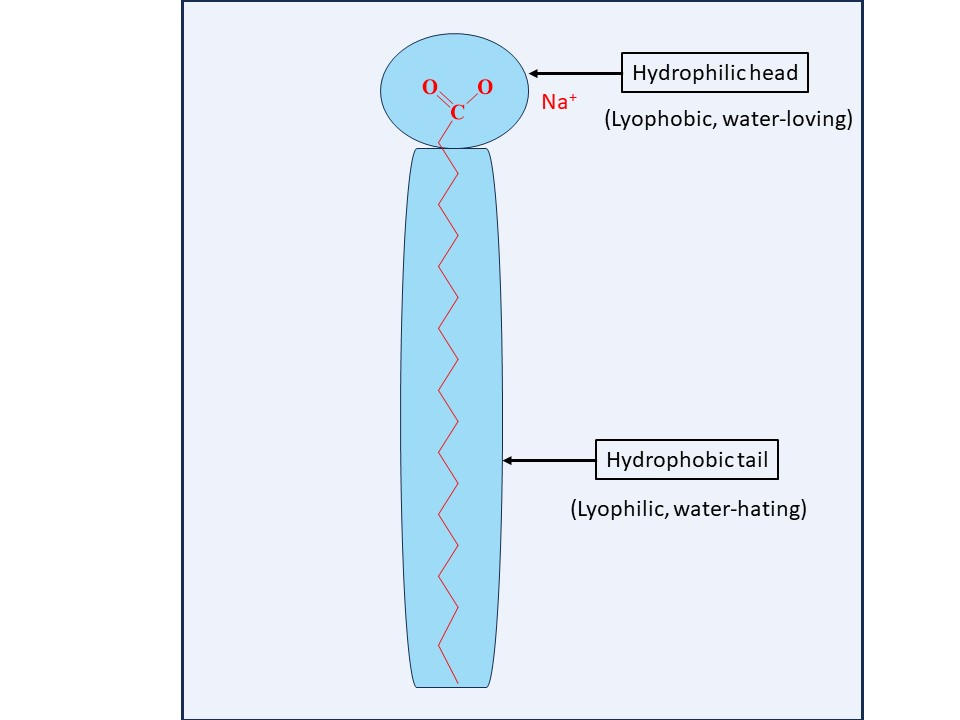 Hydrophilic head
O O
Na⁺
C
(Lyophobic, water-loving)
Hydrophobic tail
(Lyophilic, water-hating)